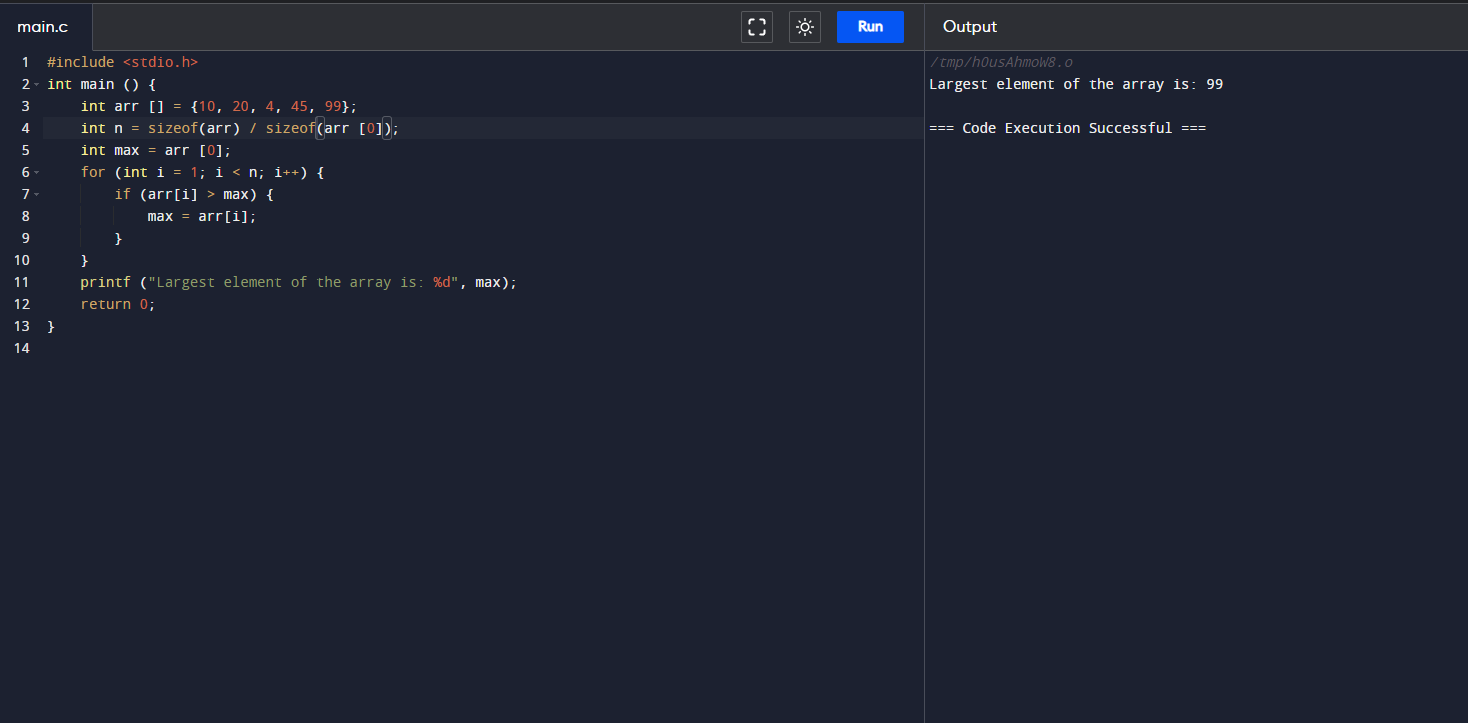 main.c
Run
Output
1 #include <stdio.h>
2 int main () {
3     int arr [] = {10, 20, 4, 45, 99};
4     int n = sizeof(arr) / sizeof(arr [0]);
5     int max = arr [0];
6     for (int i = 1; i < n; i++) {
7         if (arr[i] > max) {
8             max = arr[i];
9         }
10     }
11     printf ("Largest element of the array is: %d", max);
12     return 0;
13 }
14
/tmp/h0usAhmoW8.o
Largest element of the array is: 99
=== Code Execution Successful ===